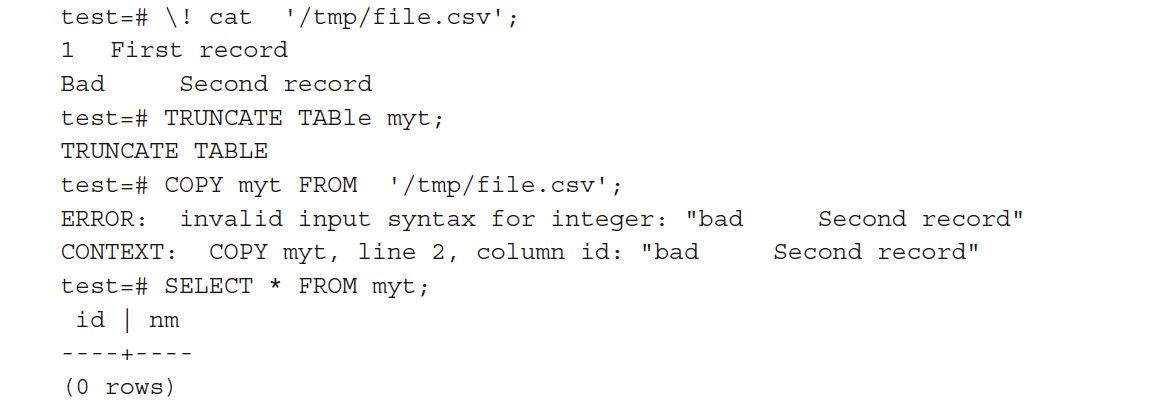 test=# \! cat  '/tmp/file.csv';
1  First record
Bad     Second record
test=# TRUNCATE TABle myt;
TRUNCATE TABLE
test=# COPY myt FROM  '/tmp/file.csv';
ERROR:  invalid input syntax for integer: "bad     Second record"
CONTEXT:  COPY myt, line 2, column id: "bad     Second record"
test=# SELECT * FROM myt;
 id | nm
----+----
(0 rows)